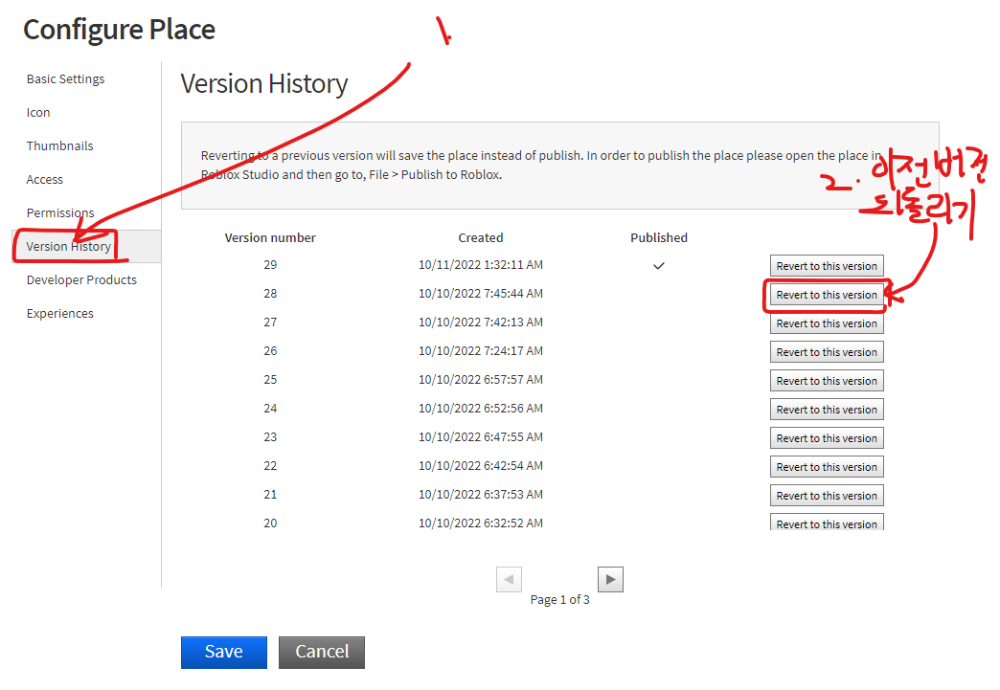 Configure Place
1.
Basic Settings
Icon
Thumbnails
Access
Permissions
Version History
Developer Products
Experiences
Version History
Reverting to a previous version will save the place instead of publish. In order to publish the place please open the place in
Roblox Studio and then go to, File > Publish to Roblox.
2. 이전버전
되돌리기
Version number Created Published
29 10/11/2022 1:32:11 AM ✓ Revert to this version
28 10/10/2022 7:45:44 AM Revert to this version
27 10/10/2022 7:42:13 AM Revert to this version
26 10/10/2022 7:24:17 AM Revert to this version
25 10/10/2022 6:57:57 AM Revert to this version
24 10/10/2022 6:52:56 AM Revert to this version
23 10/10/2022 6:47:55 AM Revert to this version
22 10/10/2022 6:42:54 AM Revert to this version
21 10/10/2022 6:37:53 AM Revert to this version
20 10/10/2022 6:32:52 AM Revert to this version
Page 1 of 3
Save Cancel